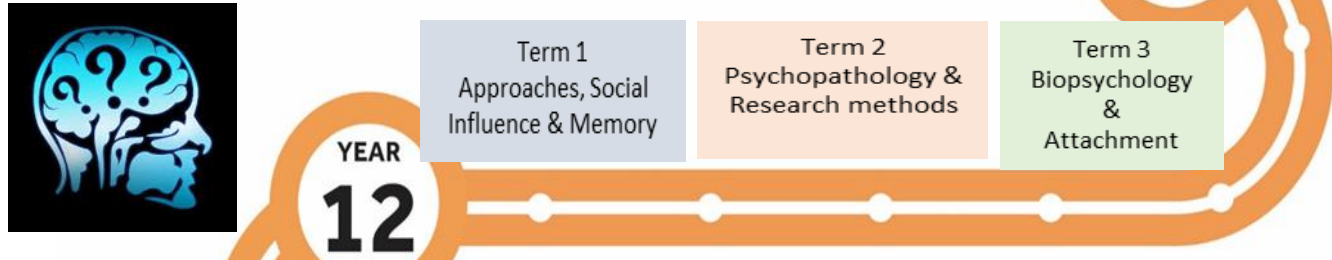 ? ? ?
YEAR
12
Term 1
Approaches, Social
Influence & Memory
Term 2
Psychopathology &
Research methods
Term 3
Biopsychology
&
Attachment